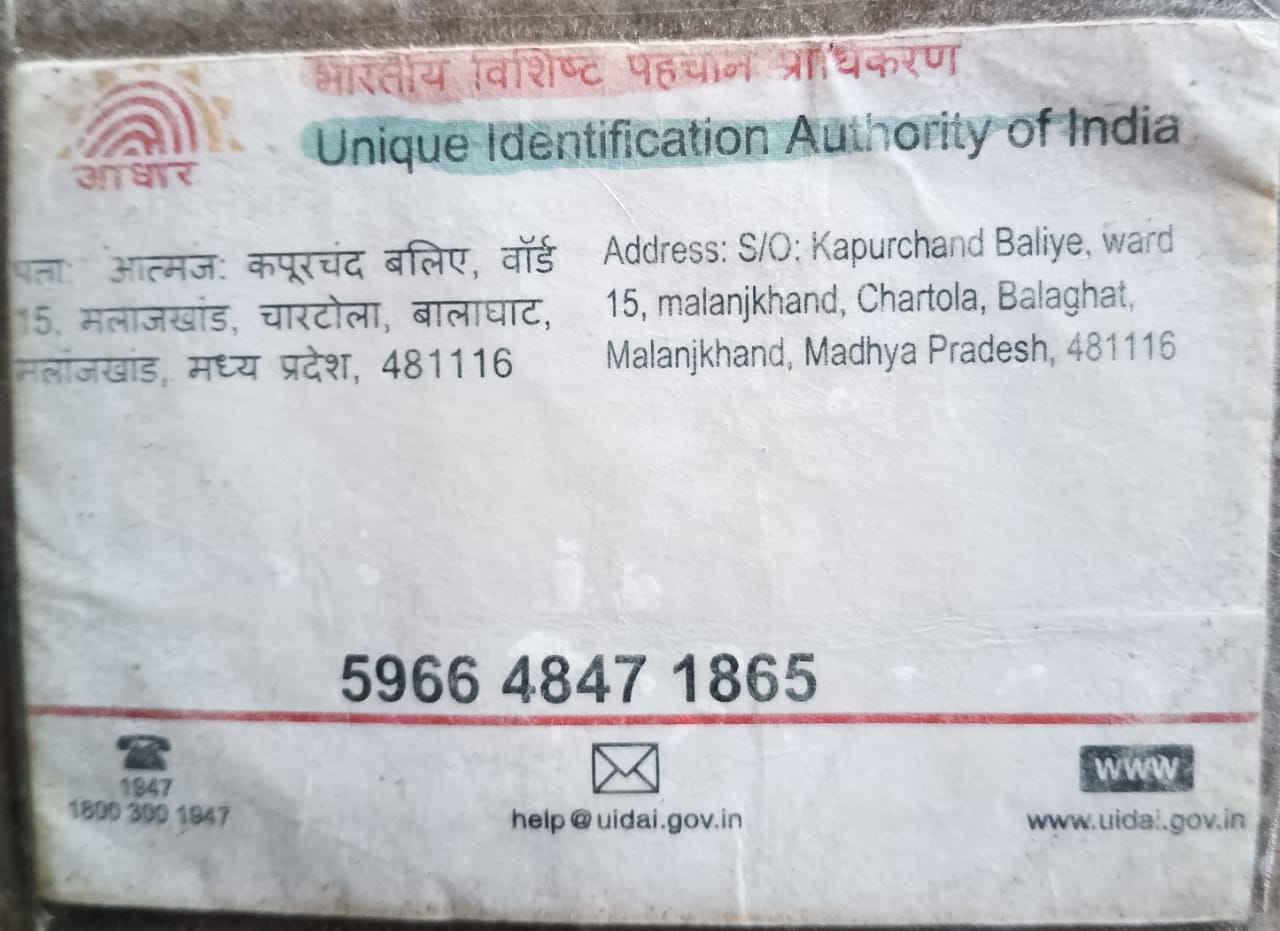 भारतीय विशिष्ट पहचान प्राधिकरण
Unique Identification Authority of India
आधार
पता: आत्मज: कपूरचंद बलिए, वॉर्ड
15, मलांजखांड, चारटोला, बालाघाट,
मलांजखांड, मध्य प्रदेश, 481116
Address: S/O: Kapurchand Baliye, ward
15, malanjkhand, Chartola, Balaghat,
Malanjkhand, Madhya Pradesh, 481116
5966 4847 1865
1947
1800 300 1947
help@uidai.gov.in
www
www.uidai.gov.in